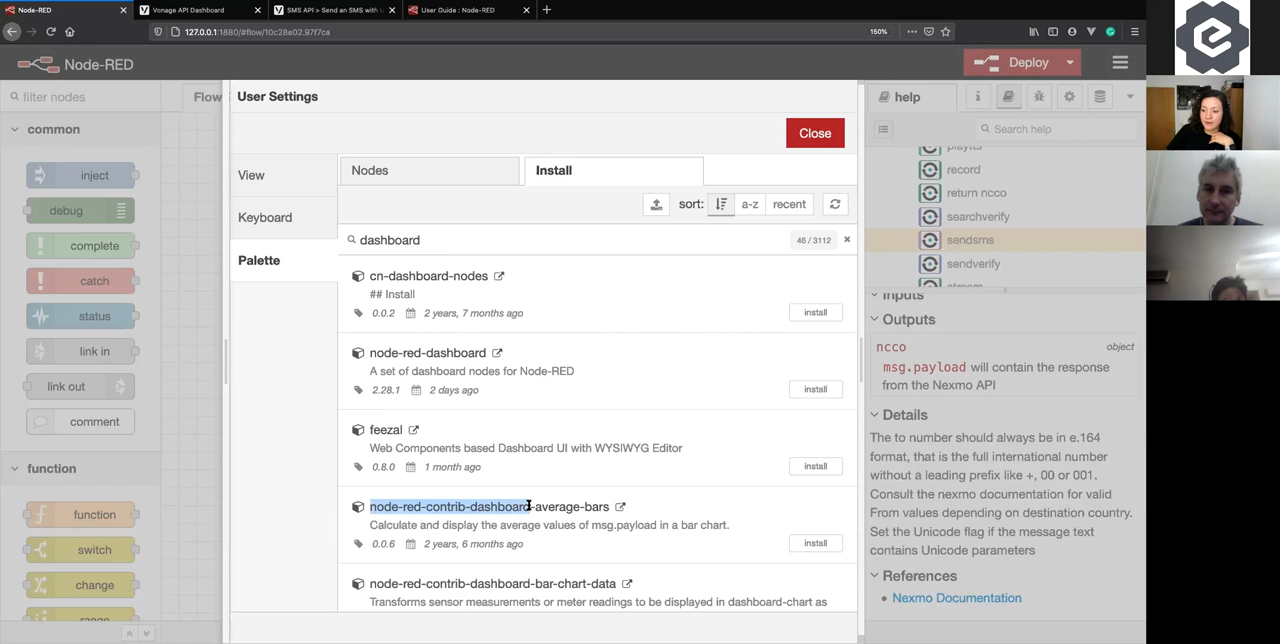 Node-RED
Vonage API Dashboard
SMS API > Send an SMS with
User Guide : Node-RED
127.0.0.1:1880/#flow/10c28e02.97f7ca
150%
Node-RED
Deploy
filter nodes
Flow
User Settings
help
Close
common
Search help
View
Nodes
Install
inject
record
debug
sort:
a-z
recent
return ncco
Keyboard
searchverify
complete
dashboard
46 / 3112
sendsms
Palette
sendverify
catch
cn-dashboard-nodes
## Install
Inputs
status
0.0.2
2 years, 7 months ago
install
Outputs
link in
node-red-dashboard
ncco
object
A set of dashboard nodes for Node-RED
msg.payload will contain the response
from the Nexmo API
link out
2.28.1
2 days ago
install
Details
comment
feezal
The to number should always be in e.164
Web Components based Dashboard UI with WYSIWYG Editor
format, that is the full international number
function
0.8.0
1 month ago
install
without a leading prefix like +, 00 or 001.
Consult the nexmo documentation for valid
function
node-red-contrib-dashboard-average-bars
From values depending on destination country.
Calculate and display the average values of msg.payload in a bar chart.
Set the Unicode flag if the message text
switch
0.0.6
2 years, 6 months ago
install
contains Unicode parameters
change
node-red-contrib-dashboard-bar-chart-data
References
Transforms sensor measurements or meter readings to be displayed in dashboard-chart as
Nexmo Documentation